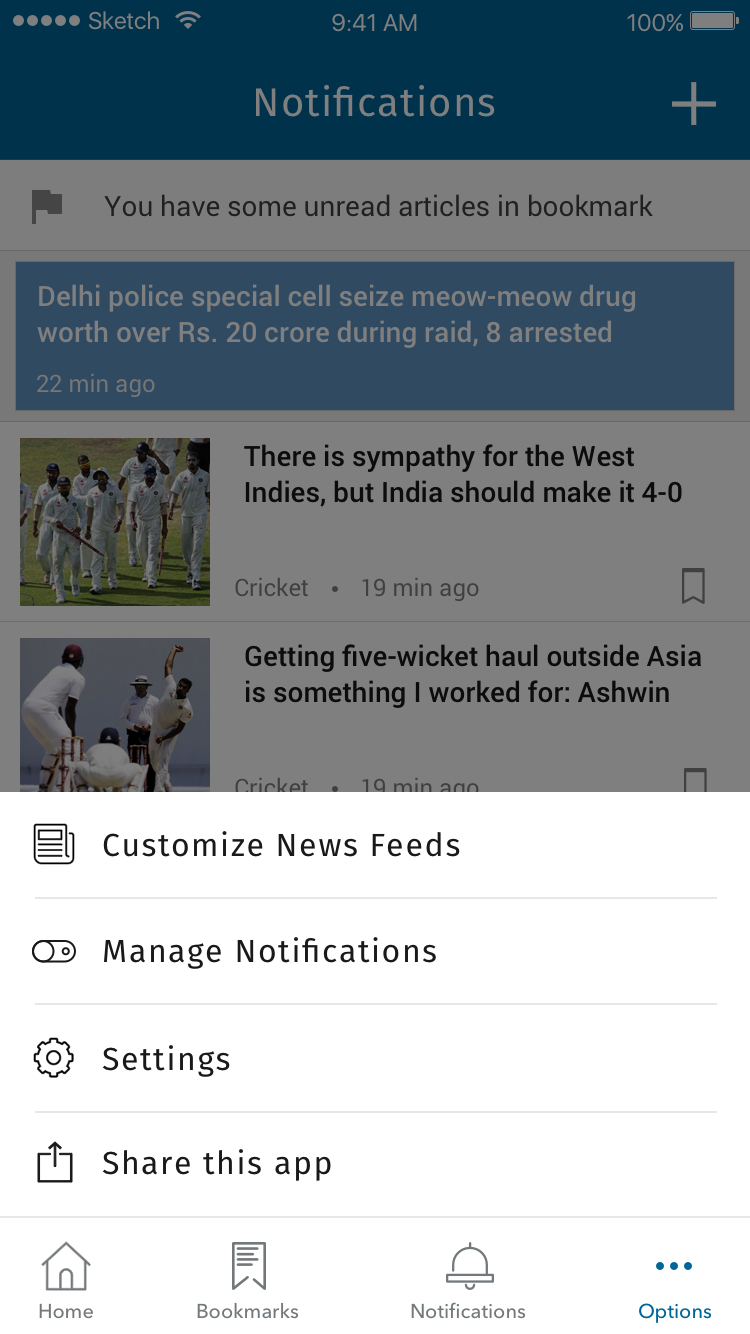 Sketch 9:41 AM 100%
Notifications
You have some unread articles in bookmark
Delhi police special cell seize meow-meow drug
worth over Rs. 20 crore during raid, 8 arrested
22 min ago
There is sympathy for the West
Indies, but India should make it 4-0
Cricket • 19 min ago
Getting five-wicket haul outside Asia
is something I worked for: Ashwin
Cricket • 19 min ago
Customize News Feeds
Manage Notifications
Settings
Share this app
Home Bookmarks Notifications Options